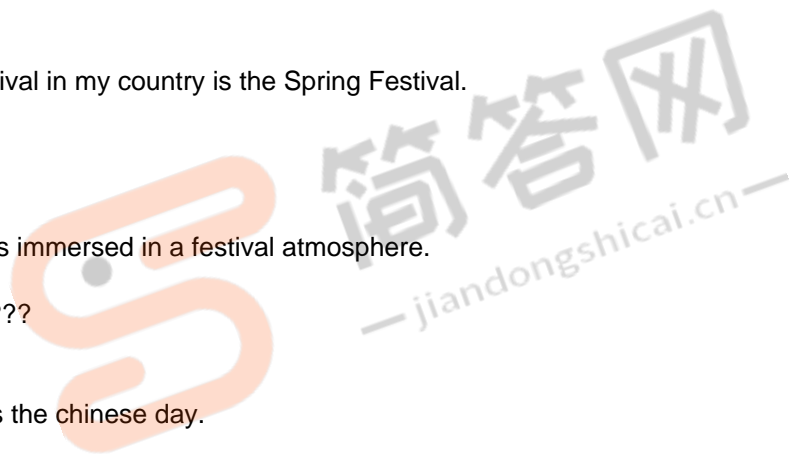 ival in my country is the Spring Festival.
简答网
jiandongshicai.cn
s immersed in a festival atmosphere.
???
s the chinese day.